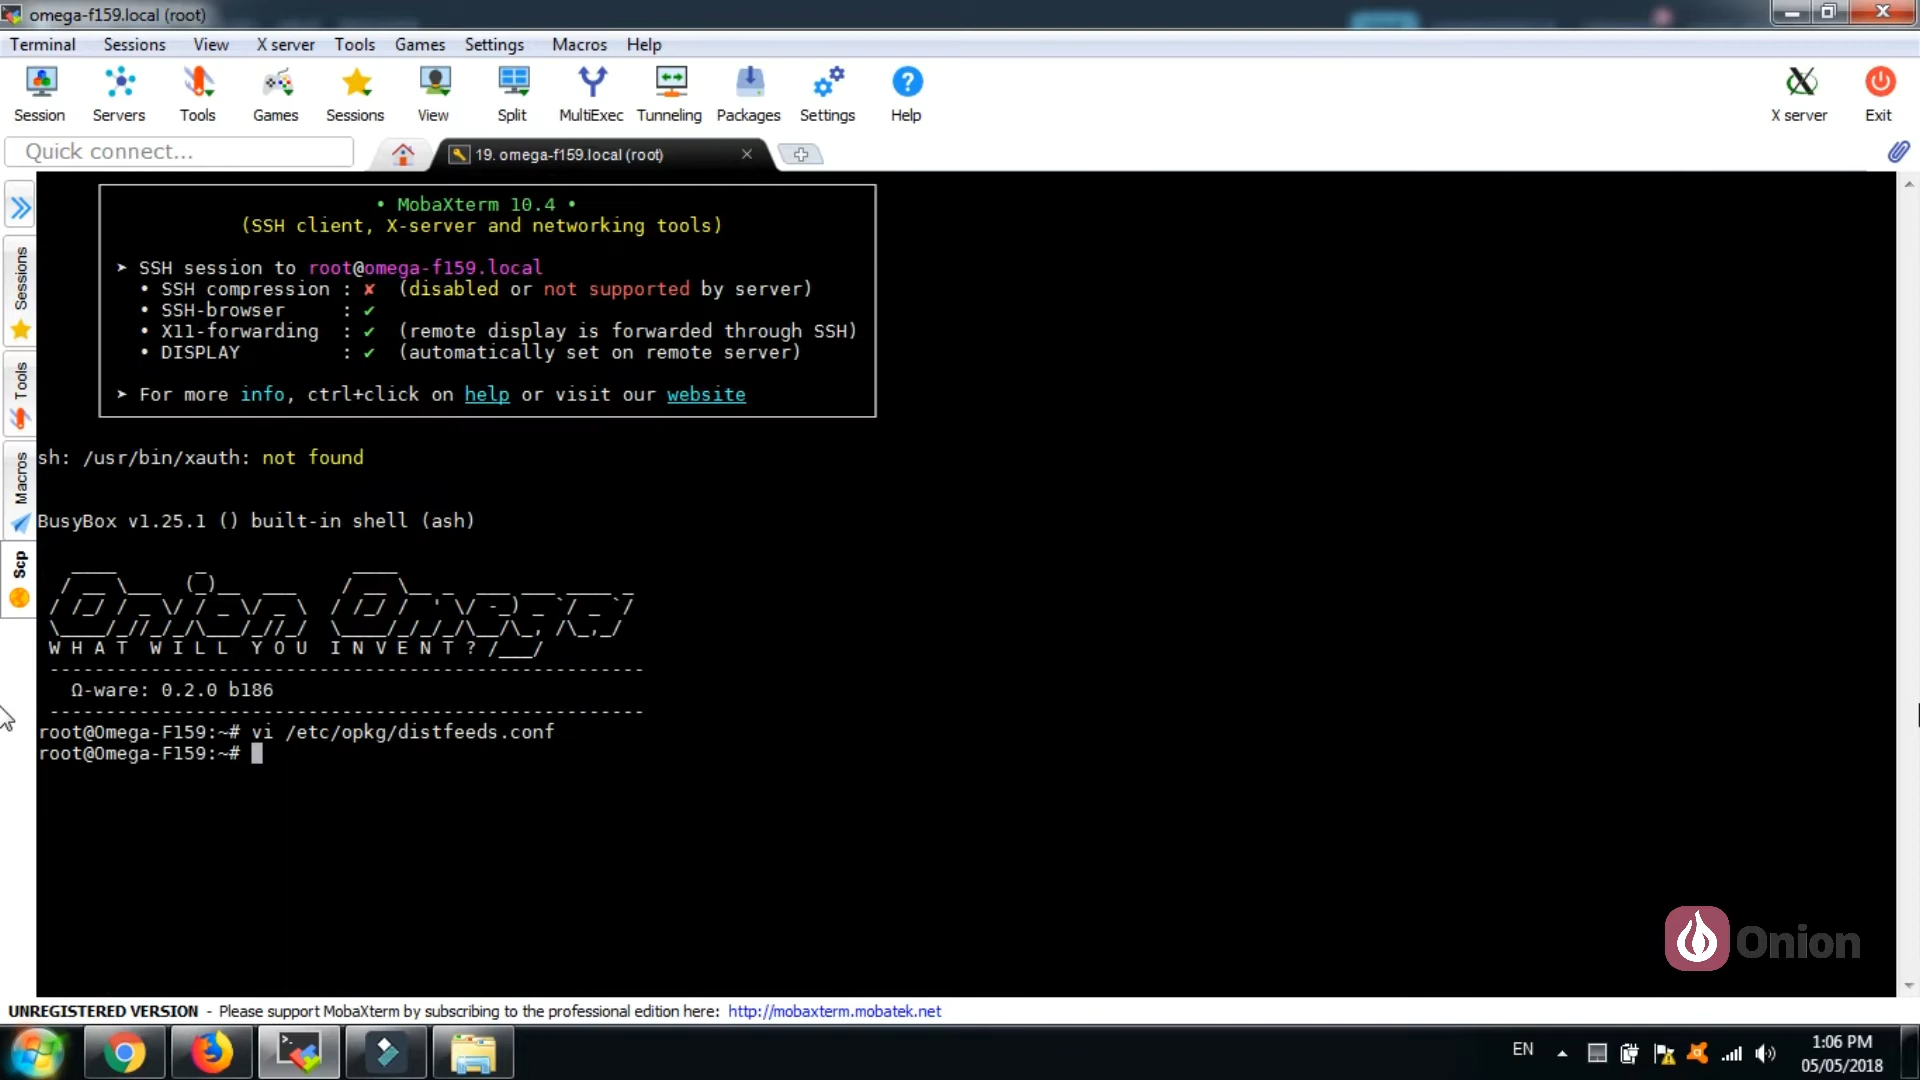 omega-f159.local (root)
Terminal Sessions View X server Tools Games Settings Macros Help
Session Servers Tools Games Sessions View Split MultiExec Tunneling Packages Settings Help X server Exit
Quick connect...
19. omega-f159.local (root)
Sessions
Tools
Macros
Scp
• MobaXterm 10.4 •
(SSH client, X-server and networking tools)
➤ SSH session to root@omega-f159.local
• SSH compression : ✘ (disabled or not supported by server)
• SSH-browser : ✔
• X11-forwarding : ✔ (remote display is forwarded through SSH)
• DISPLAY : ✔ (automatically set on remote server)
➤ For more info, ctrl+click on help or visit our website
sh: /usr/bin/xauth: not found
BusyBox v1.25.1 () built-in shell (ash)
Onion Omega
W H A T W I L L Y O U I N V E N T ?
Ω-ware: 0.2.0 b186
root@Omega-F159:~# vi /etc/opkg/distfeeds.conf
root@Omega-F159:~#
Onion
UNREGISTERED VERSION - Please support MobaXterm by subscribing to the professional edition here: http://mobaxterm.mobatek.net
EN
1:06 PM
05/05/2018